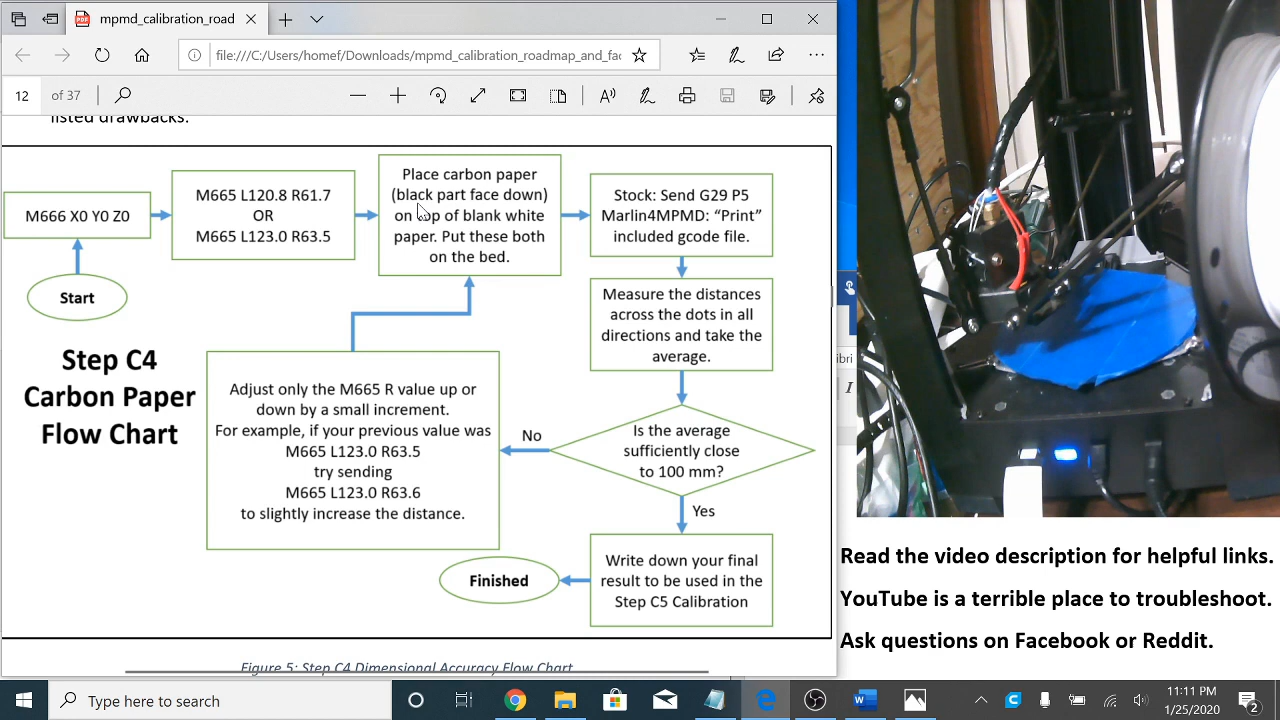 mpmd_calibration_road
file:///C:/Users/homef/Downloads/mpmd_calibration_roadmap_and_fac
12 of 37
listed drawbacks.
M666 X0 Y0 Z0
Start
M665 L120.8 R61.7
OR
M665 L123.0 R63.5
Place carbon paper
(black part face down)
on top of blank white
paper. Put these both
on the bed.
Stock: Send G29 P5
Marlin4MPMD: “Print”
included gcode file.
Measure the distances
across the dots in all
directions and take the
average.
Is the average
sufficiently close
to 100 mm?
No
Yes
Adjust only the M665 R value up or
down by a small increment.
For example, if your previous value was
M665 L123.0 R63.5
try sending
M665 L123.0 R63.6
to slightly increase the distance.
Write down your final
result to be used in the
Step C5 Calibration
Finished
Step C4
Carbon Paper
Flow Chart
Figure 5: Step C4 Dimensional Accuracy Flow Chart
ibri
I
Read the video description for helpful links.
YouTube is a terrible place to troubleshoot.
Ask questions on Facebook or Reddit.
Type here to search
11:11 PM
1/25/2020
2